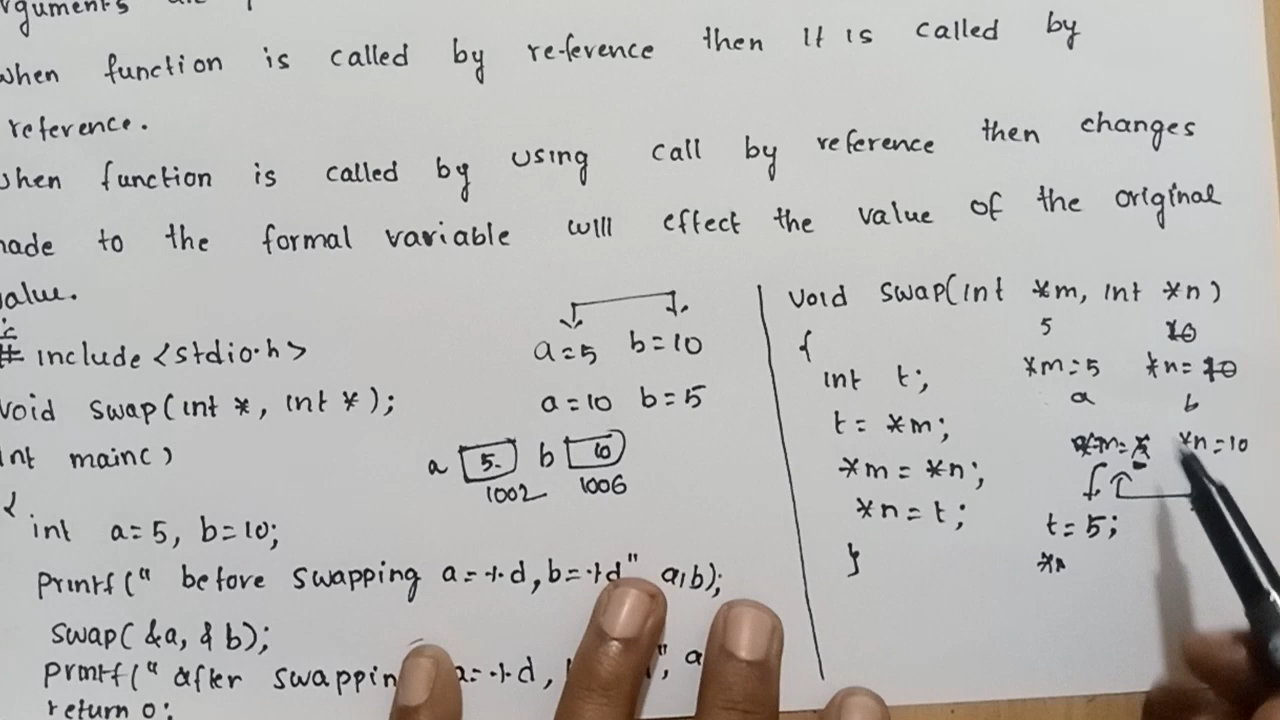 when function is called by reference then it is called by
reference.
when function is called by using call by reference then changes
made to the formal variable will effect the value of the original
value.
# include <stdio.h>
void swap(int *, int *);
int main()
{
int a=5, b=10;
printf(" before swapping a=%d, b=%d" a,b);
swap( &a, & b);
printf(" after swappin a=%d,
return 0;
a=5 b=10
a=10 b=5
a 5 b 10
1002 1006
void swap(int *m, int *n)
{
int t;
t= *m;
*m = *n;
*n=t;
}
5 10
*m=5 *n=10
a b
*m= *n=10
t=5;